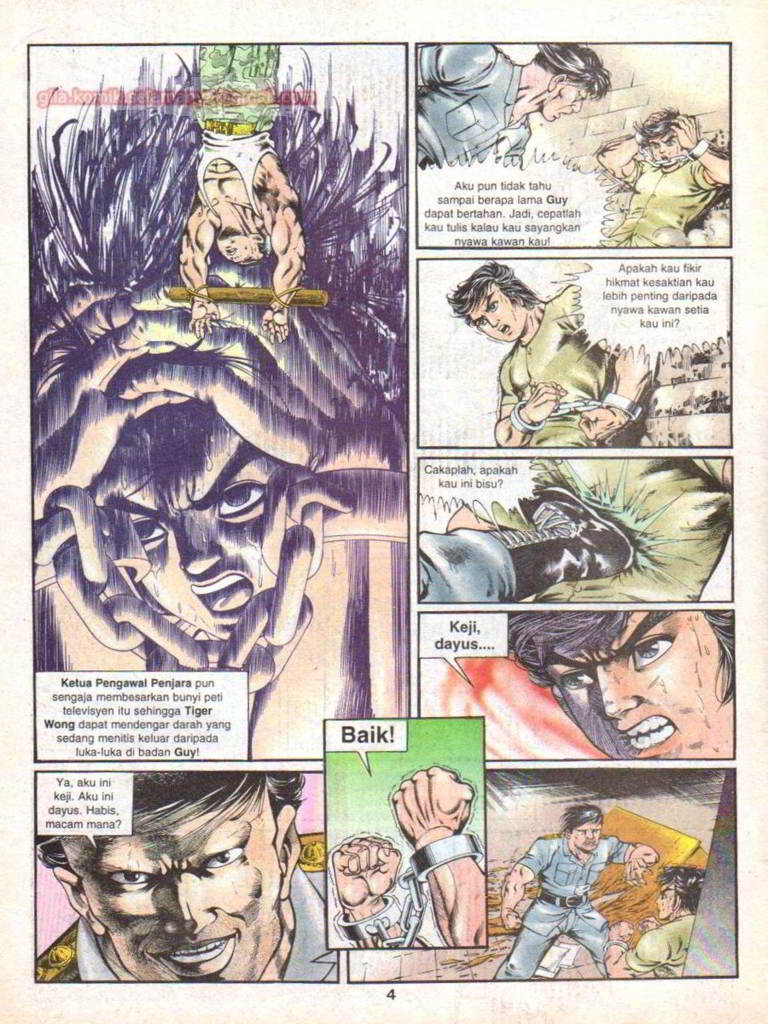 Ketua Pengawal Penjara pun
sengaja membesarkan bunyi peti
televisyen itu sehingga Tiger
Wong dapat mendengar darah yang
sedang menitis keluar daripada
luka-luka di badan Guy!
Aku pun tidak tahu
sampai berapa lama Guy
dapat bertahan. Jadi, cepatlah
kau tulis kalau kau sayangkan
nyawa kawan kau!
Apakah kau fikir
hikmat kesaktian kau
lebih penting daripada
nyawa kawan setia
kau ini?
Cakaplah, apakah
kau ini bisu?
Keji,
dayus....
Ya, aku ini
keji. Aku ini
dayus. Habis,
macam mana?
Baik!
4